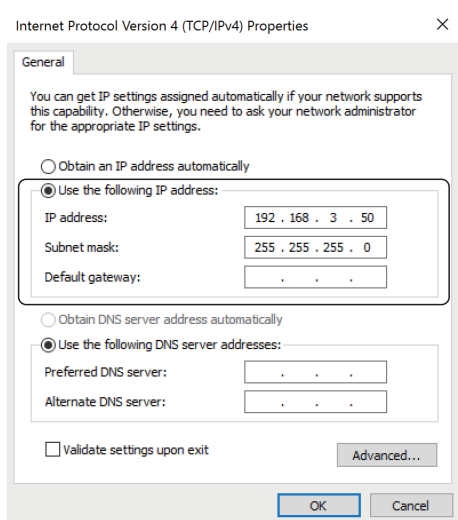 Internet Protocol Version 4 (TCP/IPv4) Properties
General
You can get IP settings assigned automatically if your network supports
this capability. Otherwise, you need to ask your network administrator
for the appropriate IP settings.
Obtain an IP address automatically
Use the following IP address:
IP address: 192 . 168 . 3 . 50
Subnet mask: 255 . 255 . 255 . 0
Default gateway: . . .
Obtain DNS server address automatically
Use the following DNS server addresses:
Preferred DNS server: . . .
Alternate DNS server: . . .
Validate settings upon exit
Advanced...
OK Cancel